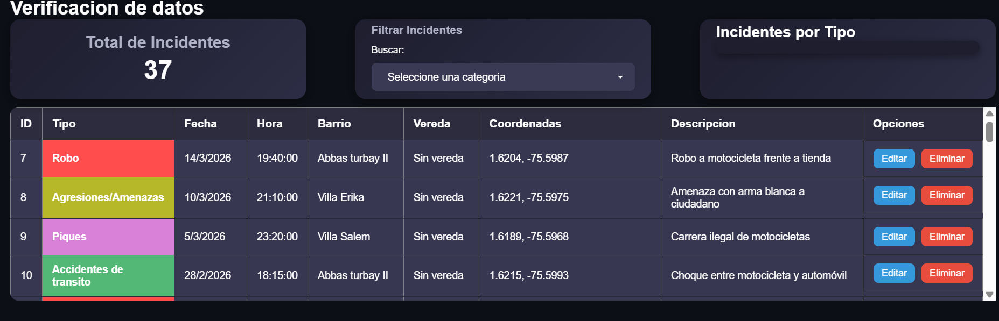 Verificacion de datos
Total de Incidentes
37
Filtrar Incidentes
Buscar:
Seleccione una categoria
Incidentes por Tipo
ID Tipo Fecha Hora Barrio Vereda Coordenadas Descripcion Opciones
7 Robo 14/3/2026 19:40:00 Abbas turbay II Sin vereda 1.6204, -75.5987 Robo a motocicleta frente a tienda Editar Eliminar
8 Agresiones/Amenazas 10/3/2026 21:10:00 Villa Erika Sin vereda 1.6221, -75.5975 Amenaza con arma blanca a
ciudadano Editar Eliminar
9 Piques 5/3/2026 23:20:00 Villa Salem Sin vereda 1.6189, -75.5968 Carrera ilegal de motocicletas Editar Eliminar
10 Accidentes de
transito 28/2/2026 18:15:00 Abbas turbay II Sin vereda 1.6215, -75.5993 Choque entre motocicleta y automóvil Editar Eliminar